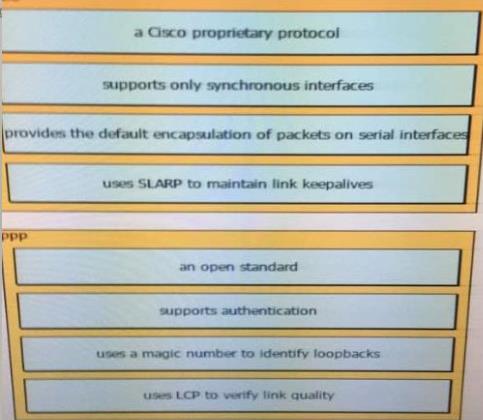 a Cisco proprietary protocol
supports only synchronous interfaces
provides the default encapsulation of packets on serial interfaces
uses SLARP to maintain link keepalives
PPP
an open standard
supports authentication
uses a magic number to identify loopbacks
uses LCP to verify link quality